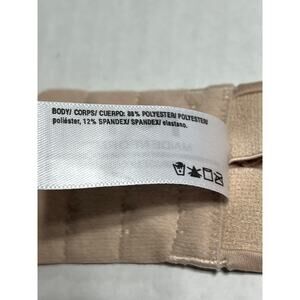 BODY/ CORPS/ CUERPO: 88% POLYESTER/ POLYESTER/
poliéster, 12% SPANDEX/ SPANDEX/ elastano.